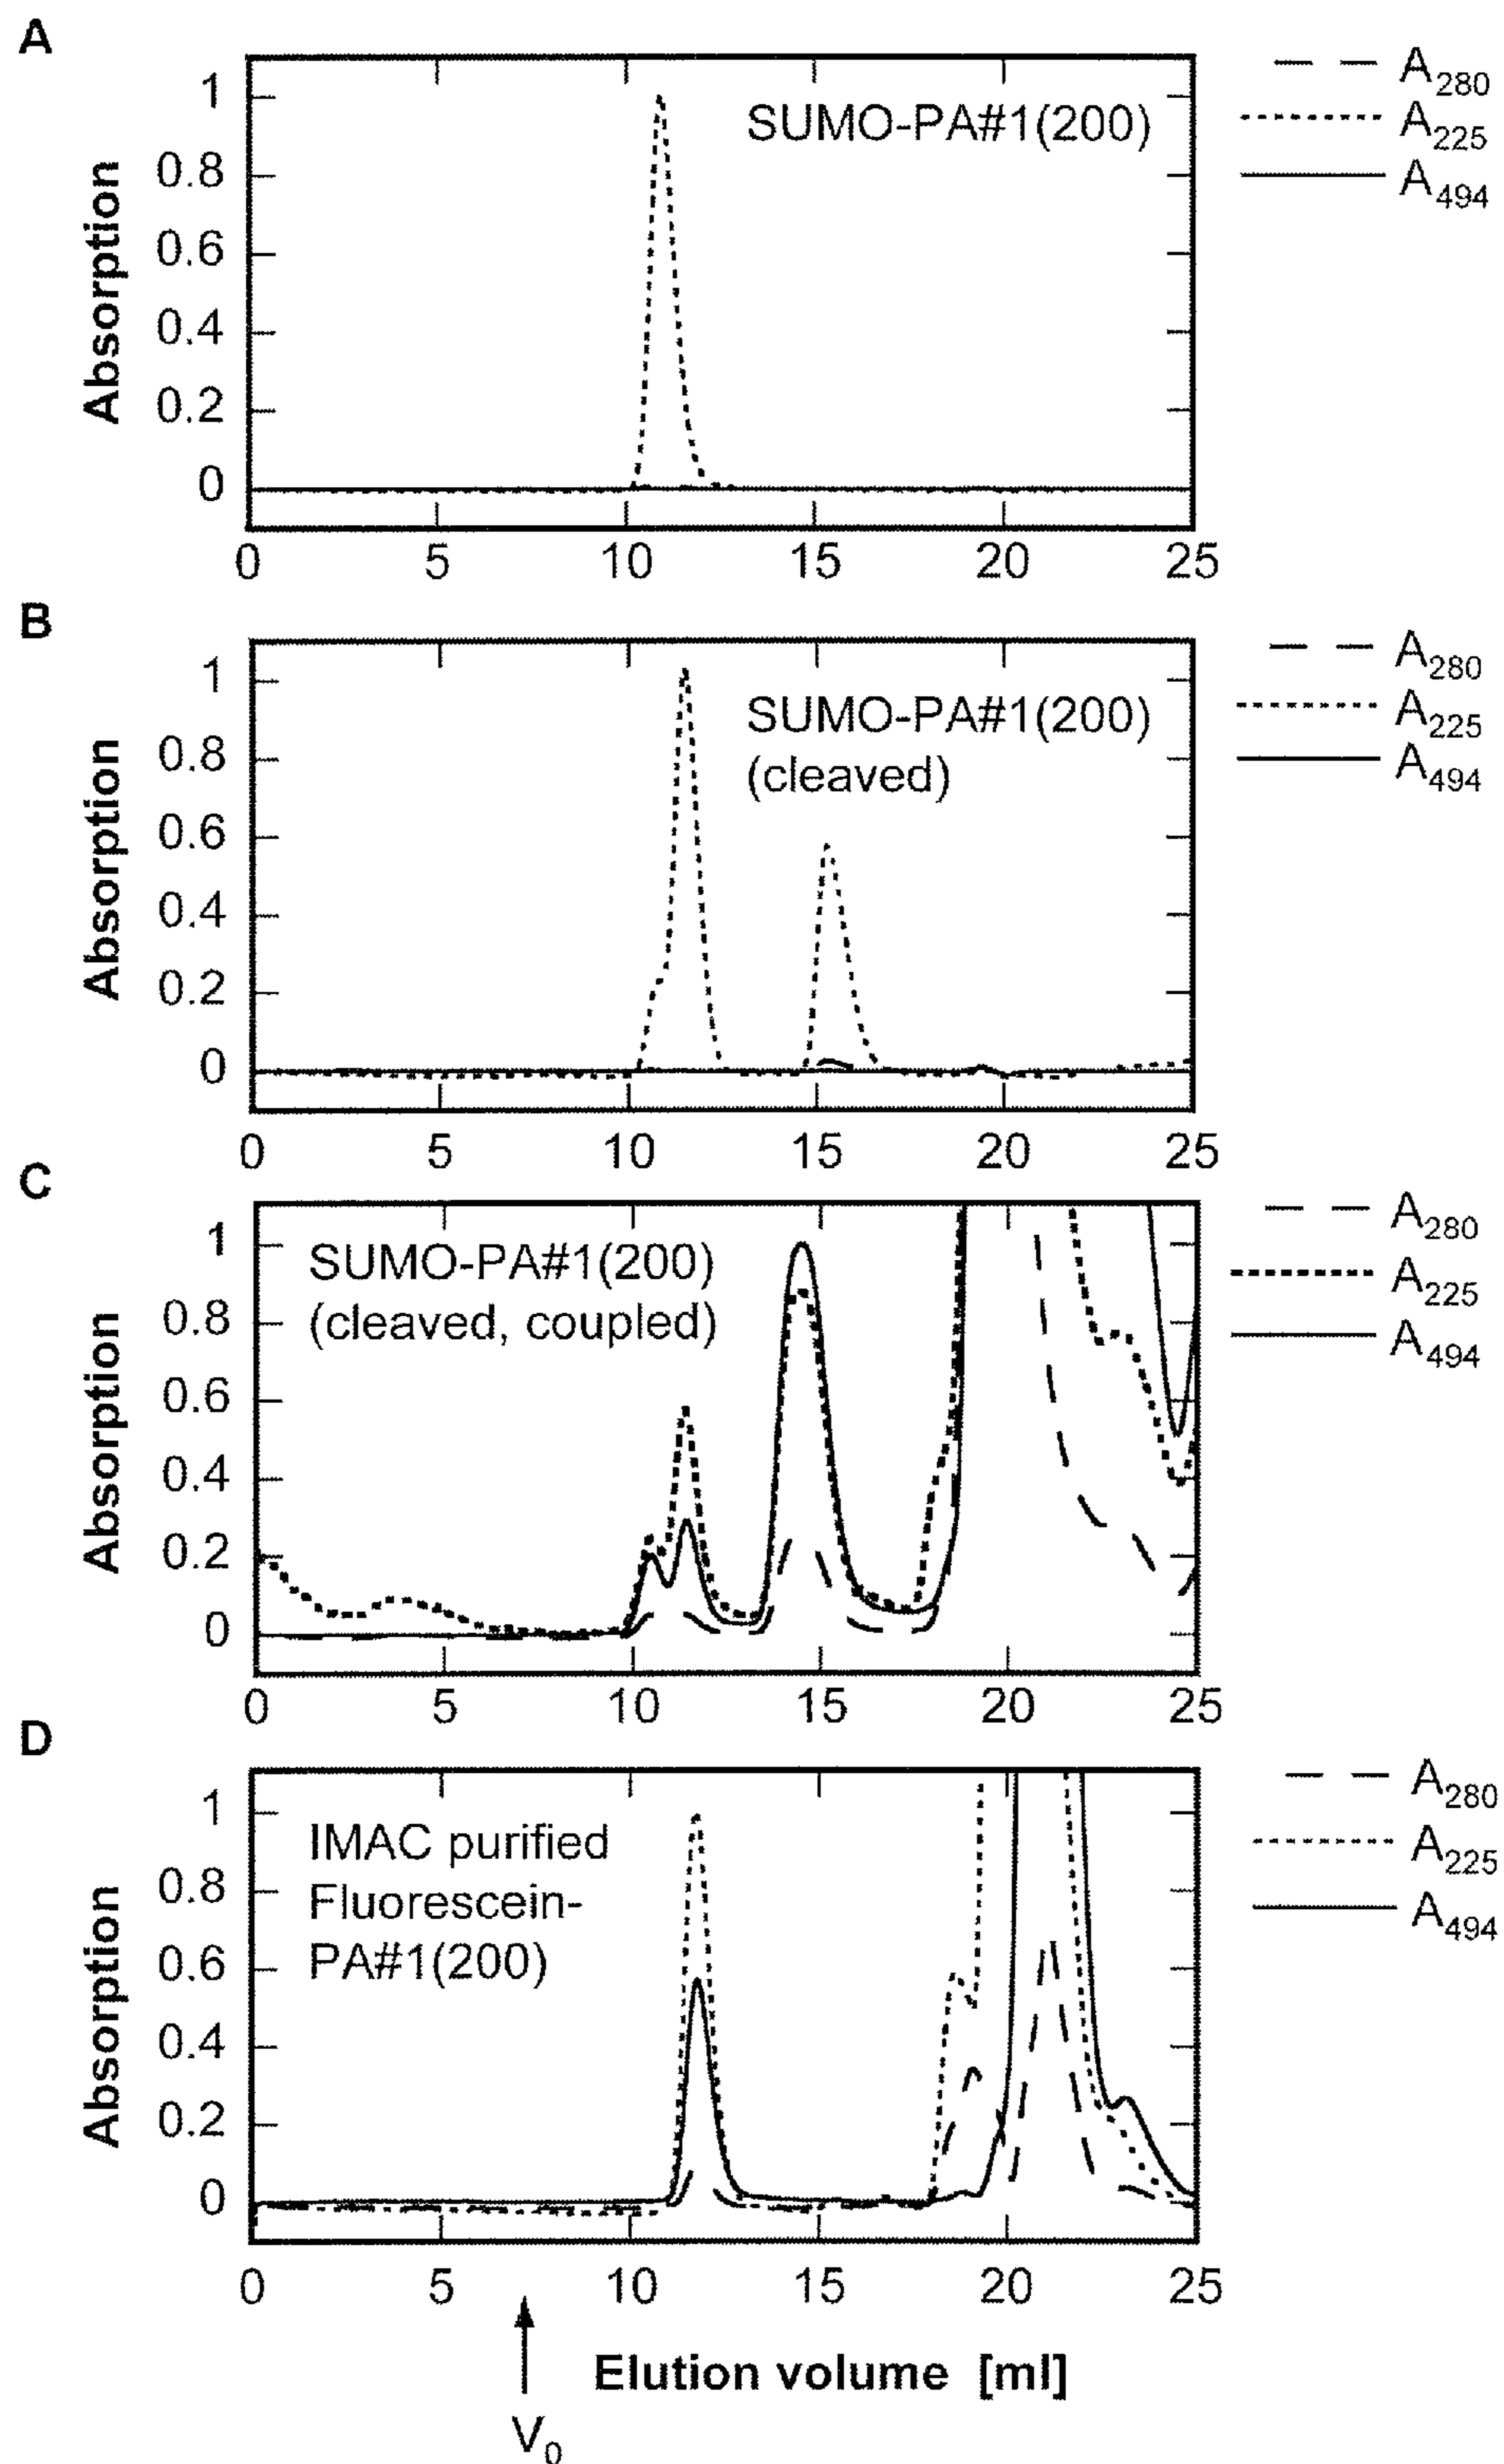 A
Absorption
1
0.8
0.6
0.4
0.2
0
SUMO-PA#1(200)
A280
A225
A494
0 5 10 15 20 25
B
Absorption
1
0.8
0.6
0.4
0.2
0
SUMO-PA#1(200)
(cleaved)
A280
A225
A494
0 5 10 15 20 25
C
Absorption
1
0.8
0.6
0.4
0.2
0
SUMO-PA#1(200)
(cleaved, coupled)
A280
A225
A494
0 5 10 15 20 25
D
Absorption
1
0.8
0.6
0.4
0.2
0
IMAC purified
Fluorescein-
PA#1(200)
A280
A225
A494
0 5 10 15 20 25
Elution volume [ml]
V0